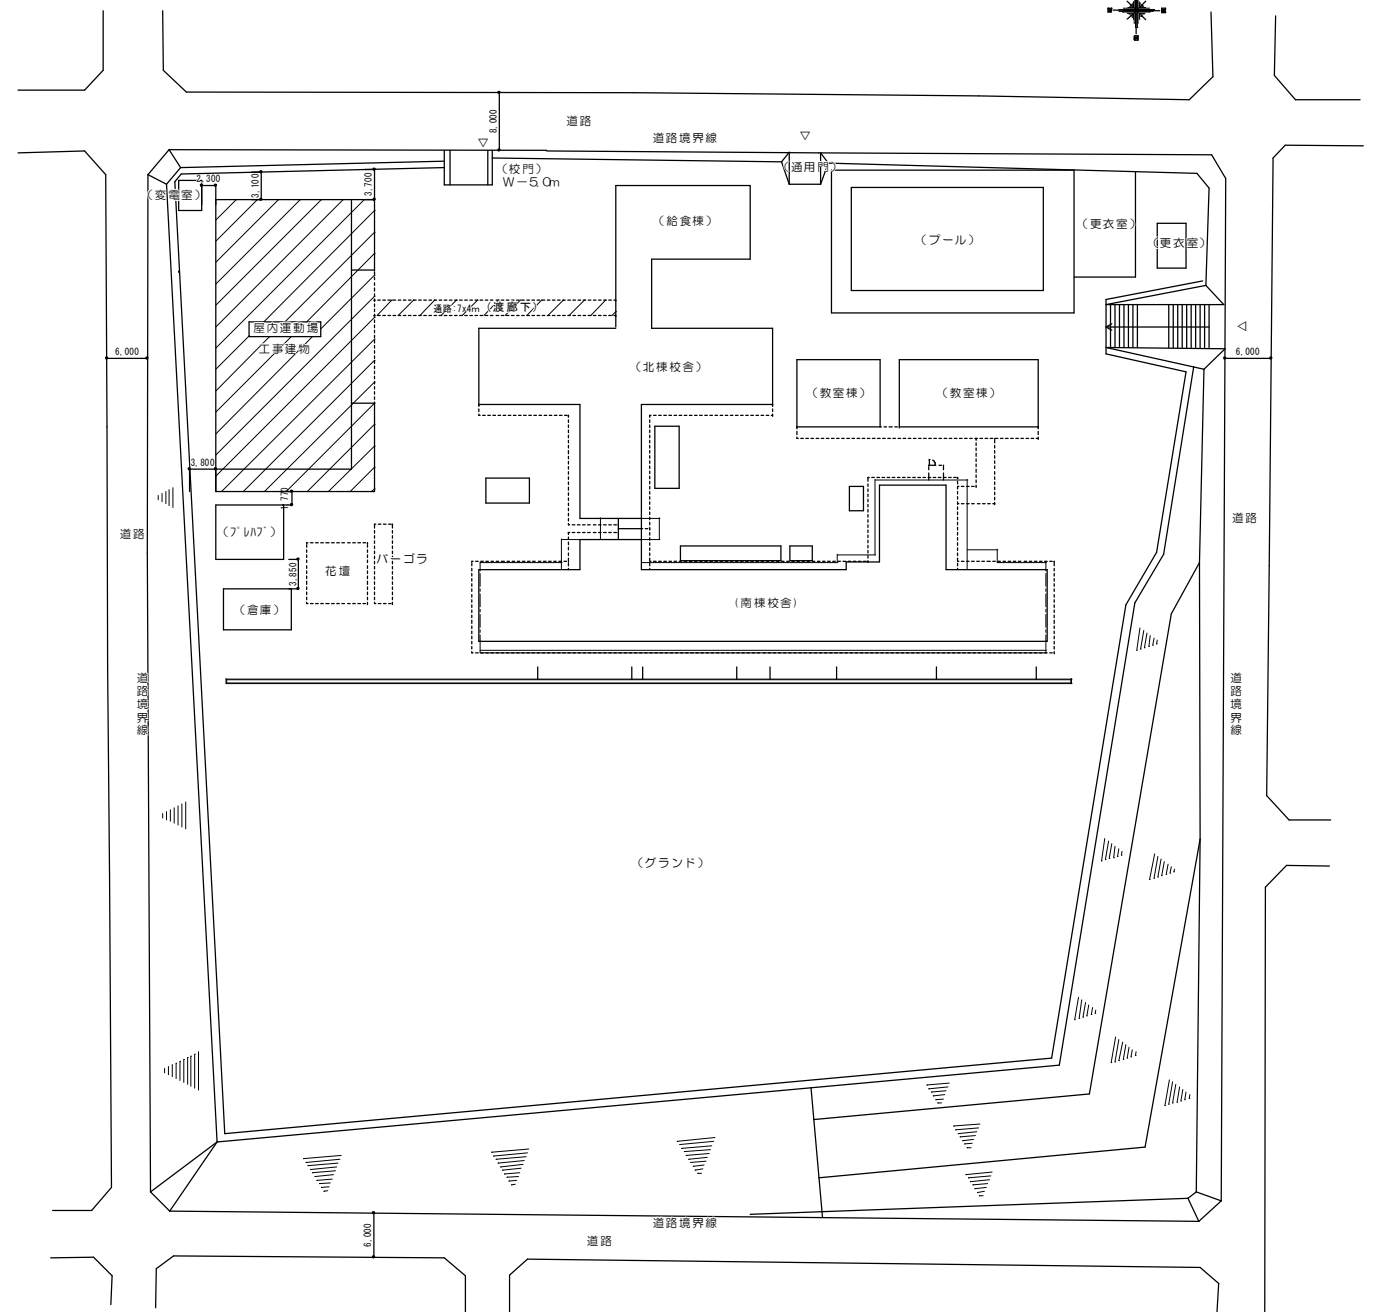 8,000
道路
道路境界線
（校門）
W－5.0m
（通用門）
2,300
3,100
3,700
（変電室）
（給食棟）
（プール）
（更衣室）
（更衣室）
通路:7x4m（渡廊下）
屋内運動場
工事建物
6,000
6,000
（北棟校舎）
（教室棟）
（教室棟）
3,800
770
道路
道路
（ﾌﾟﾚﾊﾌﾞ）
パーゴラ
花壇
3,850
（倉庫）
(南棟校舎)
道路境界線
道路境界線
（グランド）
道路境界線
6,000
道路